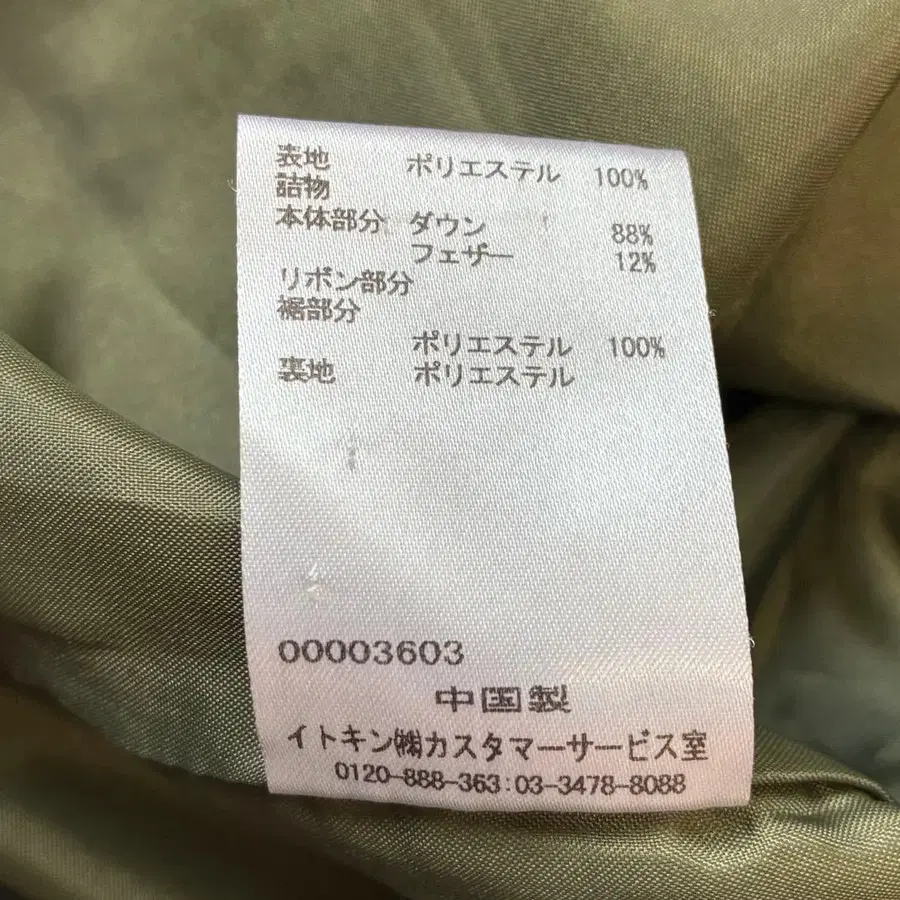 表地 ポリエステル 100%
詰物
本体部分 ダウン 88%
フェザー 12%
リボン部分
裾部分
ポリエステル 100%
裏地 ポリエステル
00003603
中国製
イトキン㈱カスタマーサービス室
0120-888-363:03-3478-8088